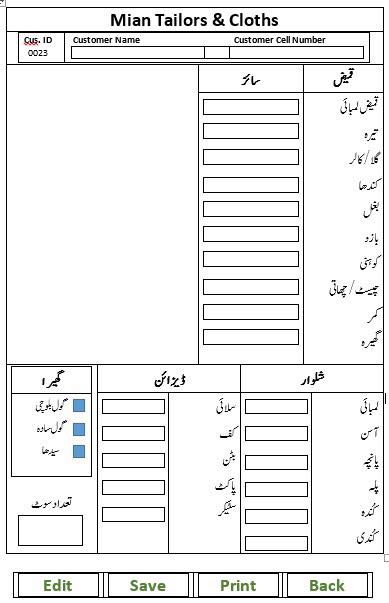 Mian Tailors & Cloths
Cus. ID
Customer Name
Customer Cell Number
0023
قمیض
سائز
قمیض لمبائی
تیرہ
گلا / کالر
کندھا
بغل
بازو
کوہنی
چیسٹ / چھاتی
کمر
گھیرہ
شلوار
ڈیزائن
گھیرا
لمبائی
سلائی
گول بلوچی
آسن
کف
گول سادہ
پانچہ
بٹن
سیدھا
پلہ
پاکٹ
تعداد سوٹ
سٹیکر
کُندہ
کُندی
Edit
Save
Print
Back